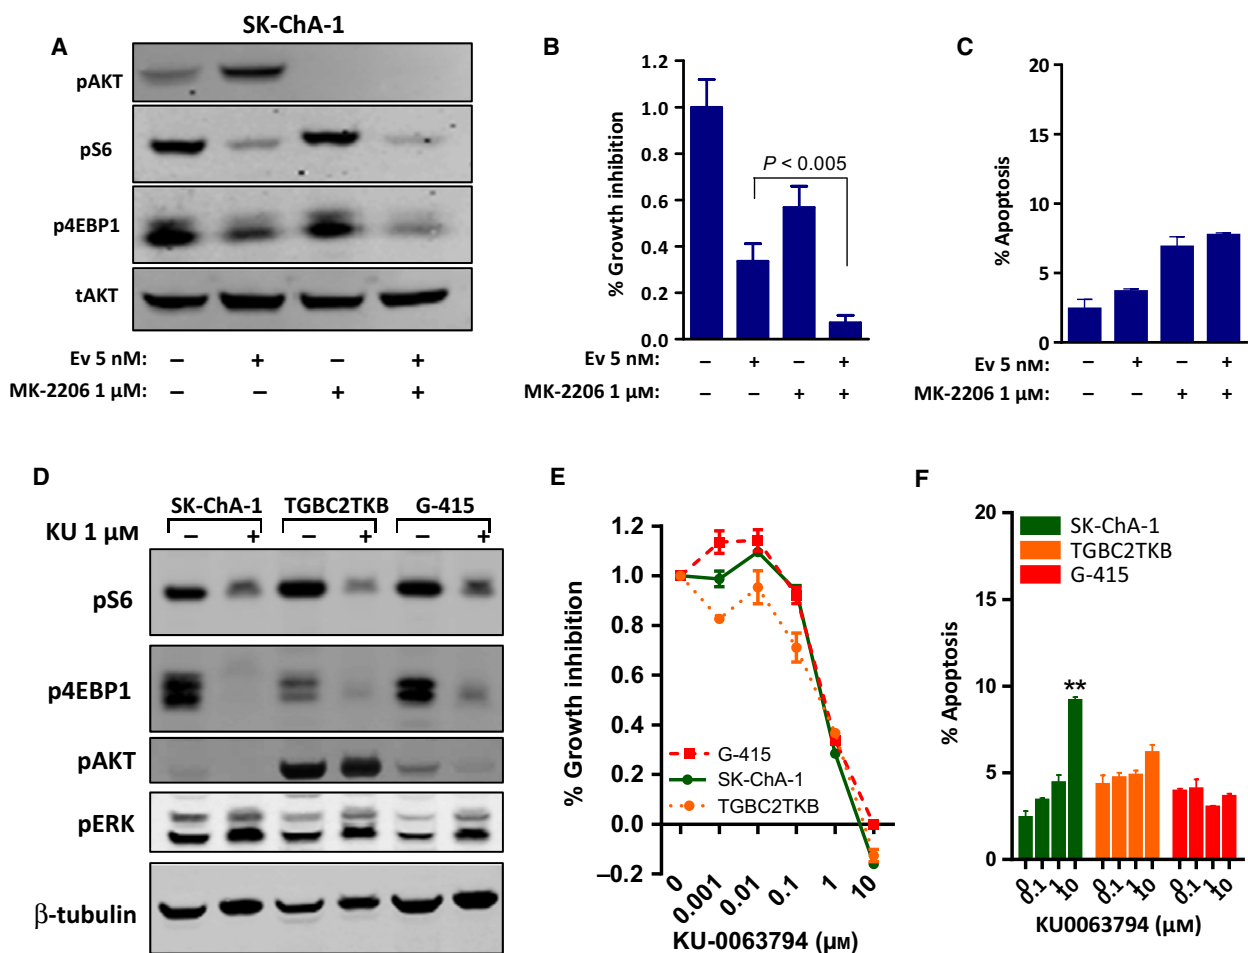 SK-ChA-1
A
pAKT
pS6
p4EBP1
tAKT
Ev 5 nM: – + – +
MK-2206 1 µM: – – + +
B
% Growth inhibition
1.2
1.0
0.8
0.6
0.4
0.2
0.0
P < 0.005
Ev 5 nM: – + – +
MK-2206 1 µM: – – + +
C
% Apoptosis
20
15
10
5
0
Ev 5 nM: – + – +
MK-2206 1 µM: – – + +
D
SK-ChA-1 TGBC2TKB G-415
KU 1 µM – + – + – +
pS6
p4EBP1
pAKT
pERK
β-tubulin
E
% Growth inhibition
1.2
1.0
0.8
0.6
0.4
0.2
0.0
–0.2
G-415
SK-ChA-1
TGBC2TKB
0 0.001 0.01 0.1 1 10
KU-0063794 (µM)
F
% Apoptosis
20
15
10
5
0
SK-ChA-1
TGBC2TKB
G-415
**
0 0.1 1 10 0 0.1 1 10 0 0.1 1 10
KU0063794 (µM)